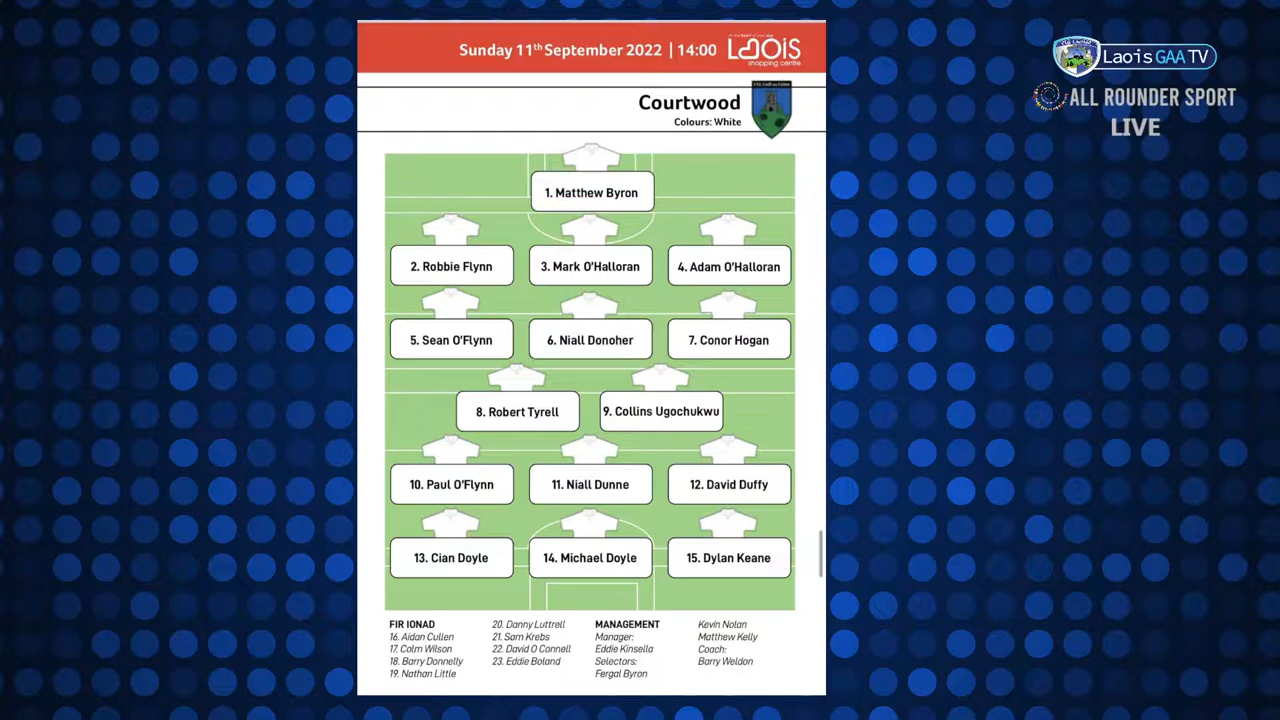 Sunday 11th September 2022 | 14:00
LAOIS
shopping centre
Laois GAA TV
ALL ROUNDER SPORT
LIVE
Courtwood
Colours: White
1. Matthew Byron
2. Robbie Flynn
3. Mark O'Halloran
4. Adam O'Halloran
5. Sean O'Flynn
6. Niall Donoher
7. Conor Hogan
8. Robert Tyrell
9. Collins Ugochukwu
10. Paul O'Flynn
11. Niall Dunne
12. David Duffy
13. Cian Doyle
14. Michael Doyle
15. Dylan Keane
FIR IONAD
16. Aidan Cullen
17. Colm Wilson
18. Barry Donnelly
19. Nathan Little
20. Danny Luttrell
21. Sam Krebs
22. David O Connell
23. Eddie Boland
MANAGEMENT
Manager:
Eddie Kinsella
Selectors:
Fergal Byron
Kevin Nolan
Matthew Kelly
Coach:
Barry Weldon